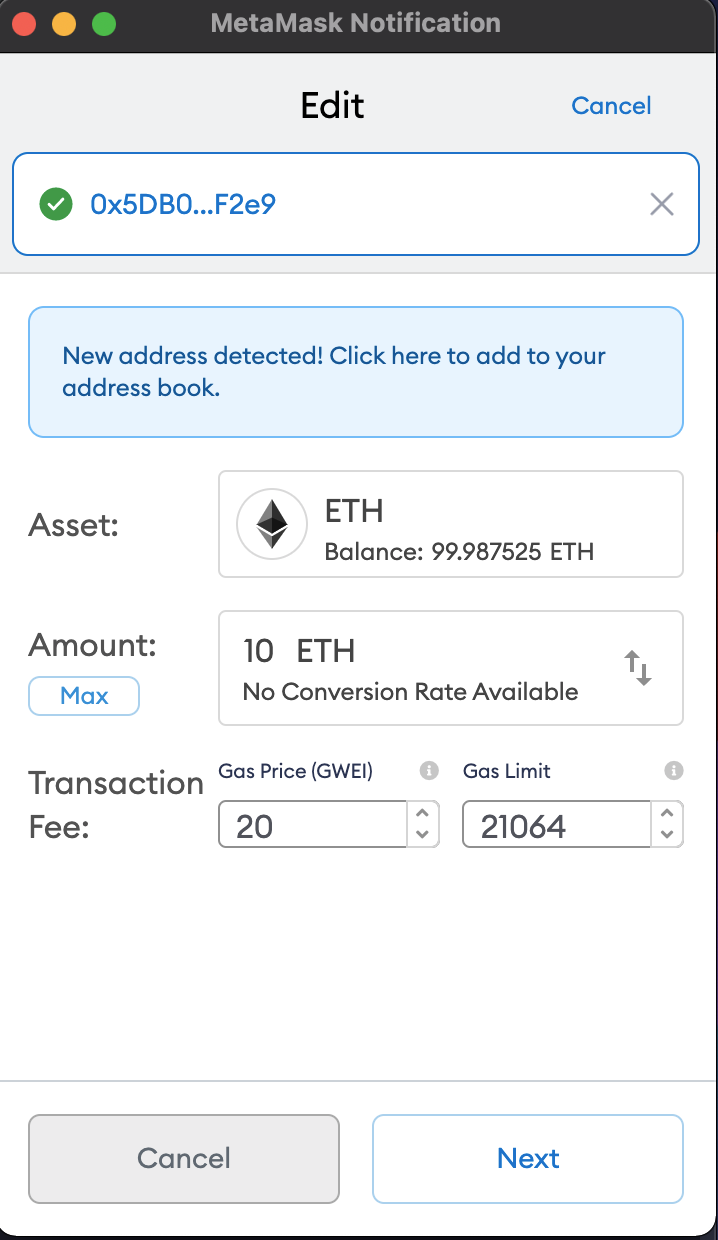 MetaMask Notification
Edit
Cancel
0x5DB0...F2e9
New address detected! Click here to add to your
address book.
Asset:
ETH
Balance: 99.987525 ETH
Amount:
Max
10 ETH
No Conversion Rate Available
Transaction
Fee:
Gas Price (GWEI)
20
Gas Limit
21064
Cancel
Next